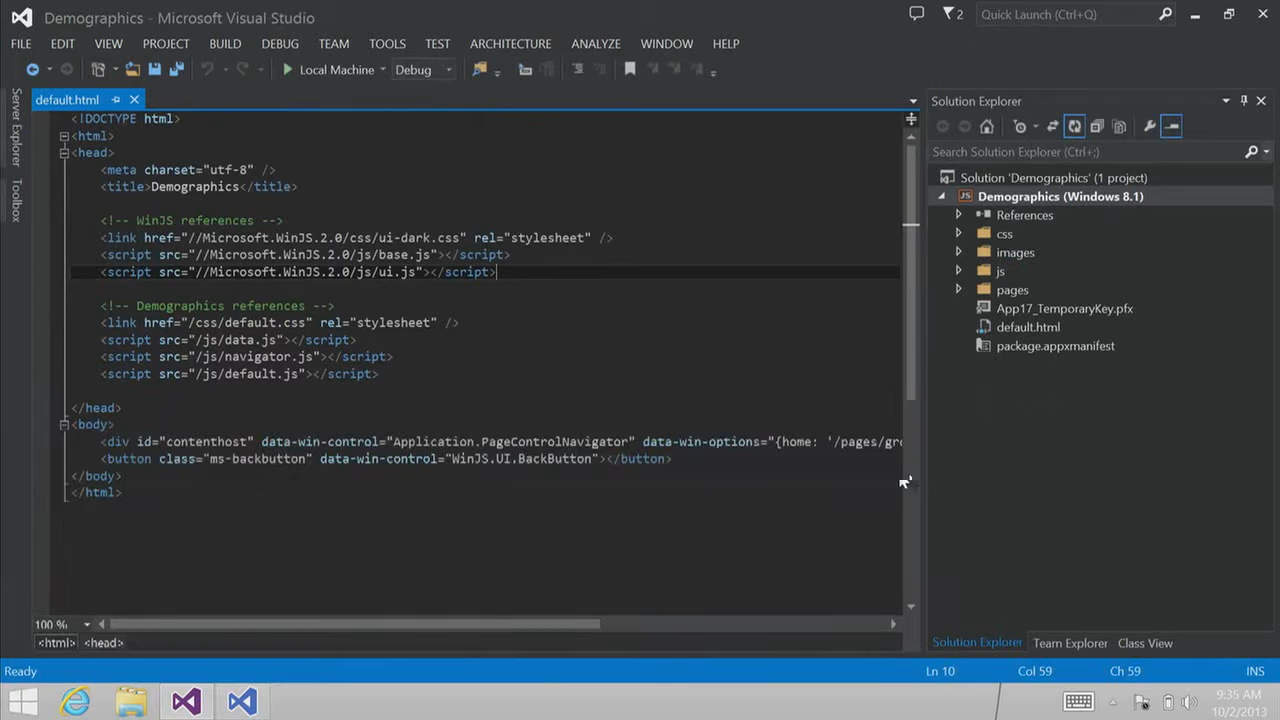 Demographics - Microsoft Visual Studio
2
Quick Launch (Ctrl+Q)
FILE EDIT VIEW PROJECT BUILD DEBUG TEAM TOOLS TEST ARCHITECTURE ANALYZE WINDOW HELP
Local Machine Debug
Server Explorer
Toolbox
default.html
<!DOCTYPE html>
<html>
<head>
<meta charset="utf-8" />
<title>Demographics</title>
<!-- WinJS references -->
<link href="//Microsoft.WinJS.2.0/css/ui-dark.css" rel="stylesheet" />
<script src="//Microsoft.WinJS.2.0/js/base.js"></script>
<script src="//Microsoft.WinJS.2.0/js/ui.js"></script>
<!-- Demographics references -->
<link href="/css/default.css" rel="stylesheet" />
<script src="/js/data.js"></script>
<script src="/js/navigator.js"></script>
<script src="/js/default.js"></script>
</head>
<body>
<div id="contenthost" data-win-control="Application.PageControlNavigator" data-win-options="{home: '/pages/gro
<button class="ms-backbutton" data-win-control="WinJS.UI.BackButton"></button>
</body>
</html>
100 %
<html> <head>
Solution Explorer
Search Solution Explorer (Ctrl+;)
Solution 'Demographics' (1 project)
JS Demographics (Windows 8.1)
References
css
images
js
pages
App17_TemporaryKey.pfx
default.html
package.appxmanifest
Solution Explorer Team Explorer Class View
Ready Ln 10 Col 59 Ch 59 INS
9:35 AM
10/2/2013